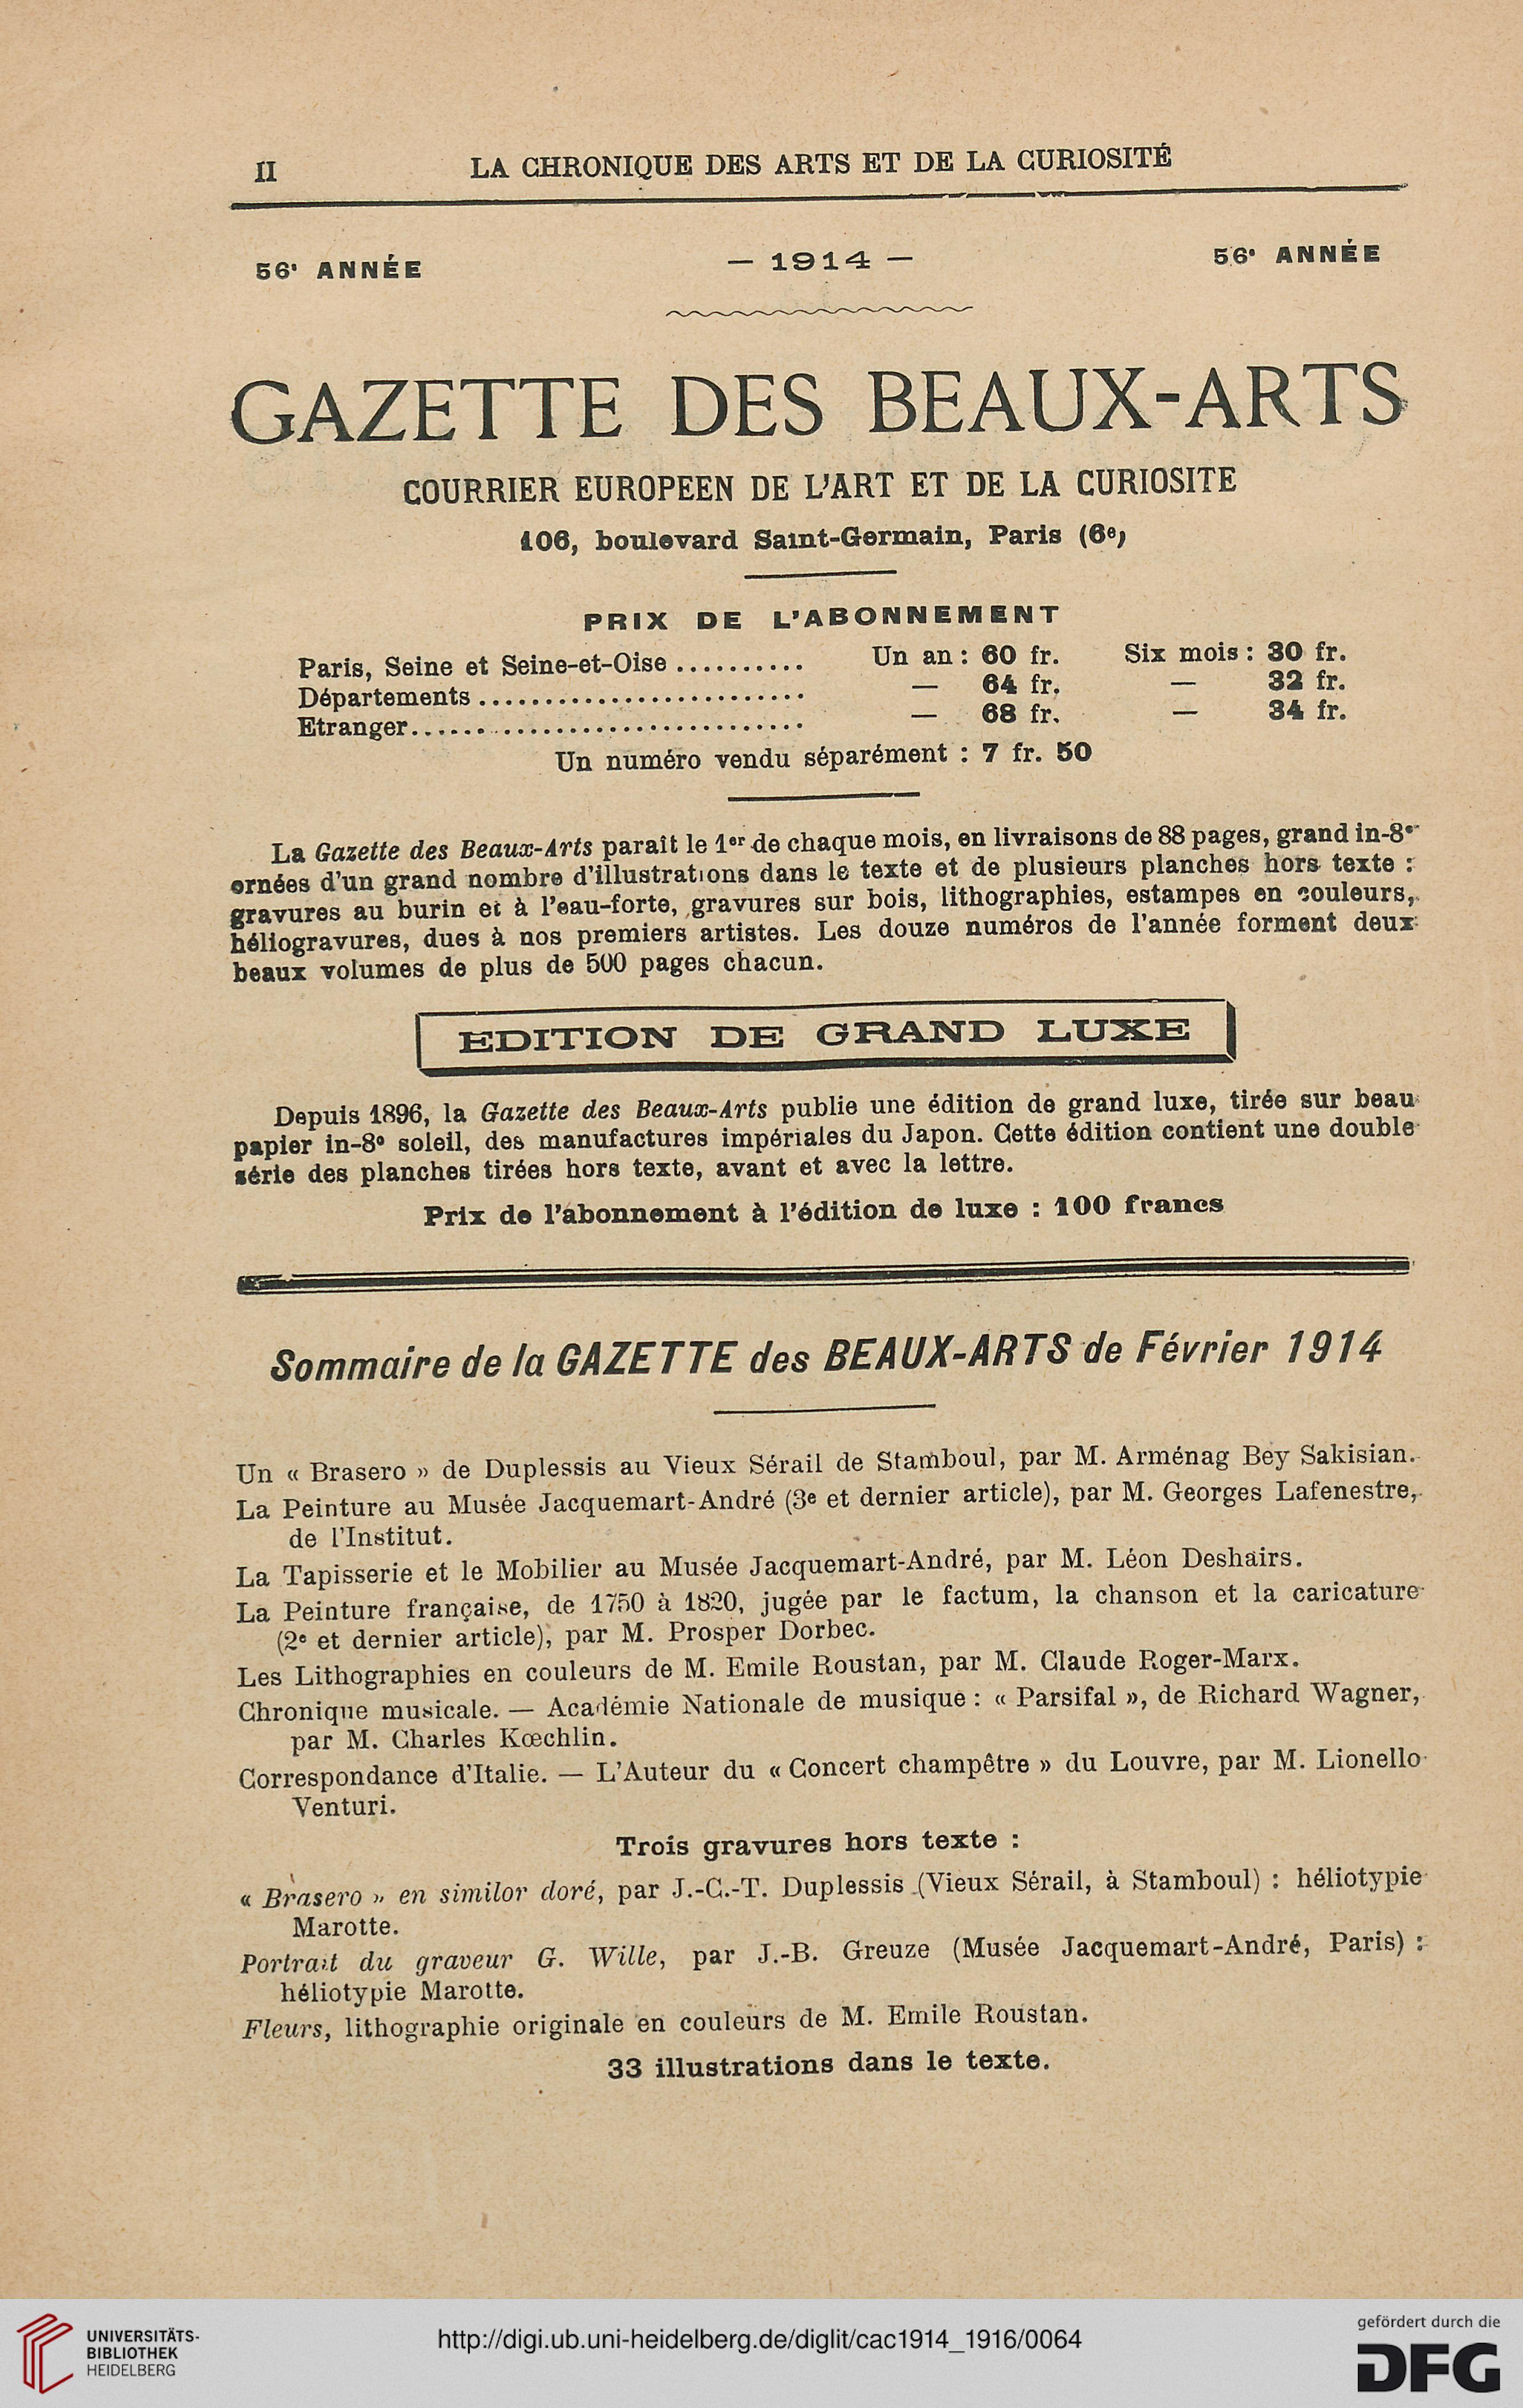 II
LA CHRONIQUE DES ARTS ET DE LA CURIOSITÉ
56e ANNÉE
— 1914 —
56e ANNÉE
GAZETTE DES BEAUX-ARTS
COURRIER EUROPEEN DE L'ART ET DE LA CURIOSITE
106, boulevard Saint-Germain, Paris (6e)
PRIX DE L'ABONNEMENT
Paris, Seine et Seine-et-Oise .......... Un an : 60 fr. Six mois : 30 fr.
Départements ......................... — 64 fr. — 32 fr.
Etranger.............................. — 68 fr. — 34 fr.
Un numéro vendu séparément : 7 fr. 50
La Gazette des Beaux-Arts paraît le 1er de chaque mois, en livraisons de 88 pages, grand in-8°
ornées d'un grand nombre d'illustrations dans le texte et de plusieurs planches hors texte :
gravures au burin et à l'eau-forte, gravures sur bois, lithographies, estampes en couleurs,
héliogravures, dues à nos premiers artistes. Les douze numéros de l'année forment deux
beaux volumes de plus de 500 pages chacun.
EDITION DE GRAND LUXE
Depuis 1896, la Gazette des Beaux-Arts publie une édition de grand luxe, tirée sur beau
papier in-8° soleil, des manufactures impériales du Japon. Cette édition contient une double
série des planches tirées hors texte, avant et avec la lettre.
Prix de l'abonnement à l'édition de luxe : 100 francs
Sommaire de la GAZETTE des BEAUX-ARTS de Février 1914
Un « Brasero » de Duplessis au Vieux Sérail de Stamboul, par M. Arménag Bey Sakisian.
La Peinture au Musée Jacquemart-André (3e et dernier article), par M. Georges Lafenestre,
de l'Institut.
La Tapisserie et le Mobilier au Musée Jacquemart-André, par M. Léon Deshairs.
La Peinture française, de 1750 à 1820, jugée par le factum, la chanson et la caricature
(2e et dernier article), par M. Prosper Dorbec.
Les Lithographies en couleurs de M. Emile Roustan, par M. Claude Roger-Marx.
Chronique musicale. — Académie Nationale de musique : « Parsifal », de Richard Wagner,
par M. Charles Kœchlin.
Correspondance d'Italie. — L'Auteur du « Concert champêtre » du Louvre, par M. Lionello
Venturi.
Trois gravures hors texte :
« Brasero » en similor doré, par J.-C.-T. Duplessis (Vieux Sérail, à Stamboul) : héliotypie
Marotte.
Portrait du graveur G. Wille, par J.-B. Greuze (Musée Jacquemart-André, Paris) :
héliotypie Marotte.
Fleurs, lithographie originale en couleurs de M. Emile Roustan.
33 illustrations dans le texte.
UNIVERSITÄTS-
BIBLIOTHEK
HEIDELBERG
http://digi.ub.uni-heidelberg.de/diglit/cac1914_1916/0064
gefördert durch die
DFG